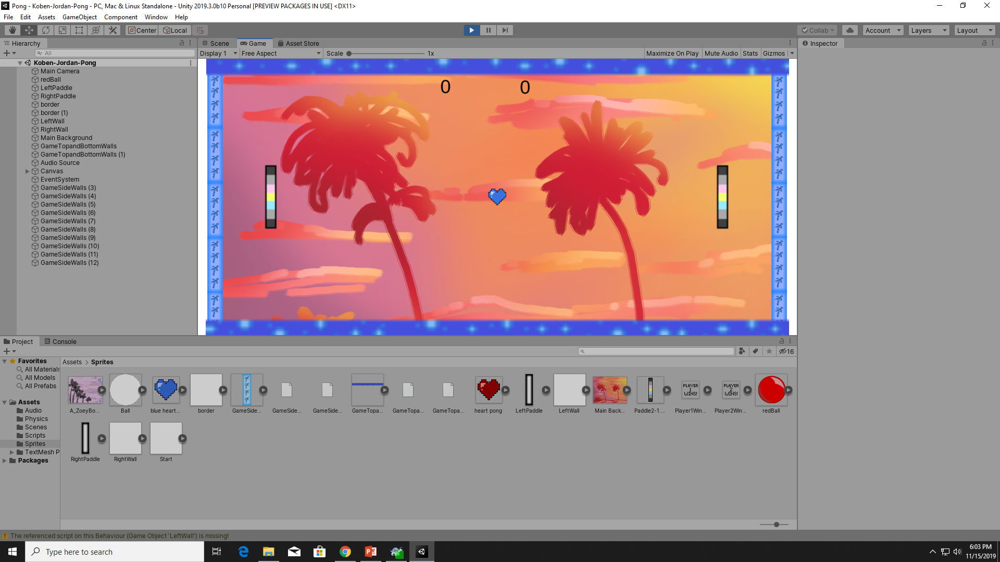 Pong - Koben-Jordan-Pong - PC, Mac & Linux Standalone - Unity 2019.3.0b10 Personal [PREVIEW PACKAGES IN USE] <DX11>
File Edit Assets GameObject Component Window Help
Center Local Collab Account Layers Layout
Hierarchy Scene Game Asset Store Inspector
All Display 1 Free Aspect Scale 1x Maximize On Play Mute Audio Stats Gizmos
Koben-Jordan-Pong
Main Camera
redBall
LeftPaddle
RightPaddle
border
border (1)
LeftWall
RightWall
Main Background
GameTopandBottomWalls
GameTopandBottomWalls (1)
Audio Source
Canvas
EventSystem
GameSideWalls (3)
GameSideWalls (4)
GameSideWalls (5)
GameSideWalls (6)
GameSideWalls (7)
GameSideWalls (8)
GameSideWalls (9)
GameSideWalls (10)
GameSideWalls (11)
GameSideWalls (12)
0 0
Project Console
16
Favorites
All Materials
All Models
All Prefabs
Assets
Audio
Physics
Scenes
Scripts
Sprites
TextMesh P
Packages
Assets > Sprites
PLAYER 1 WINS! PLAYER 2 WINS!
A_ZoeyBo... Ball blue heart... border GameSide... GameSide... GameSide... GameTopa... GameTopa... GameTopa... heart pong LeftPaddle LeftWall Main Back... Paddle2-1.... Player1Win... Player2Win... redBall
RightPaddle RightWall Start
The referenced script on this Behaviour (Game Object 'LeftWall') is missing!
Type here to search
6:03 PM
11/15/2019